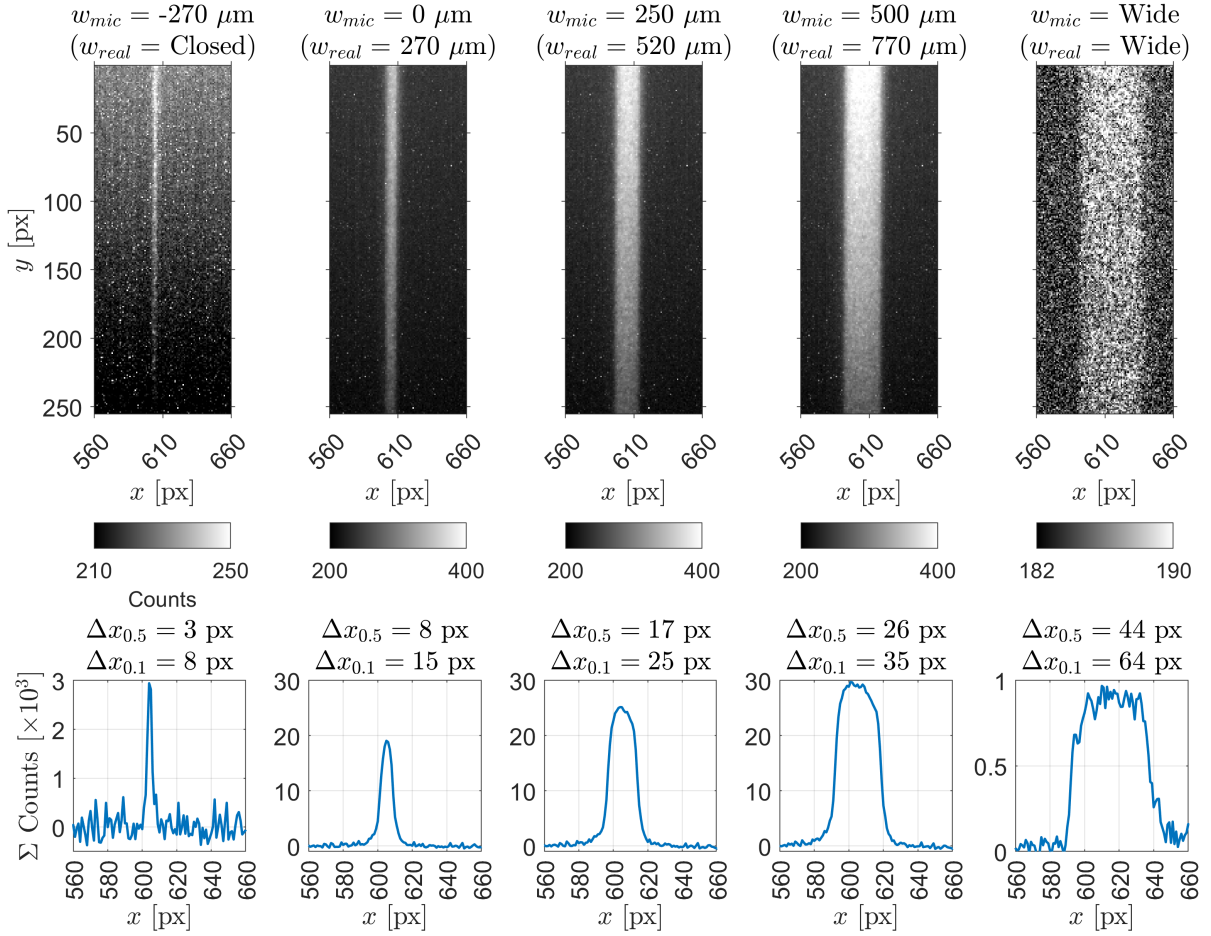 w_mic = -270 μm
(w_real = Closed)
w_mic = 0 μm
(w_real = 270 μm)
w_mic = 250 μm
(w_real = 520 μm)
w_mic = 500 μm
(w_real = 770 μm)
w_mic = Wide
(w_real = Wide)
y [px]
50
100
150
200
250
560 610 660
x [px]
560 610 660
x [px]
560 610 660
x [px]
560 610 660
x [px]
560 610 660
x [px]
210 250
Counts
200 400
200 400
200 400
182 190
Δx_0.5 = 3 px
Δx_0.1 = 8 px
Δx_0.5 = 8 px
Δx_0.1 = 15 px
Δx_0.5 = 17 px
Δx_0.1 = 25 px
Δx_0.5 = 26 px
Δx_0.1 = 35 px
Δx_0.5 = 44 px
Δx_0.1 = 64 px
Σ Counts [×10³]
3
2
1
0
560 580 600 620 640 660
x [px]
30
20
10
0
560 580 600 620 640 660
x [px]
30
20
10
0
560 580 600 620 640 660
x [px]
30
20
10
0
560 580 600 620 640 660
x [px]
1
0.5
0
560 580 600 620 640 660
x [px]